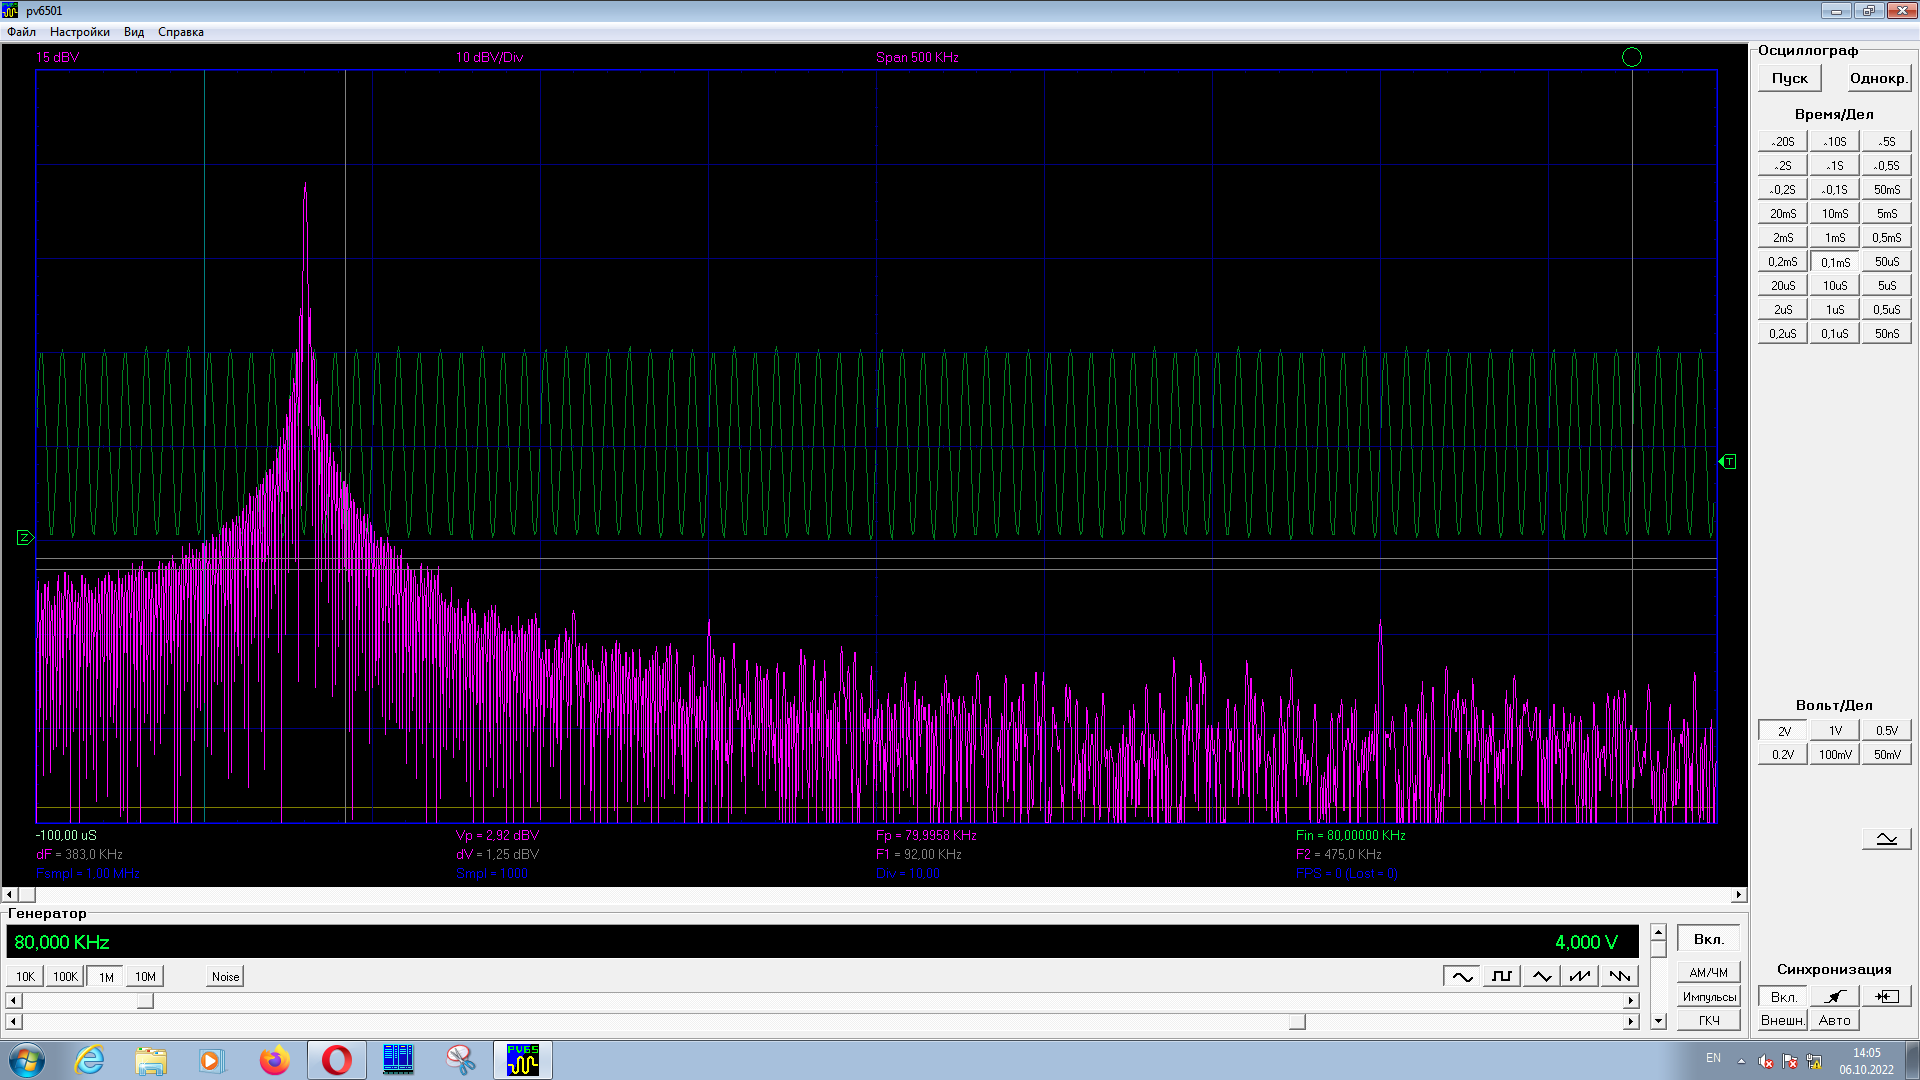 pv6501
Файл Настройки Вид Справка
15 dBV 10 dBV/Div Span 500 KHz
Осциллограф
Пуск Однокр.
Время/Дел
-20S -10S -5S
-2S -1S -0,5S
-0,2S -0,1S 50mS
20mS 10mS 5mS
2mS 1mS 0,5mS
0,2mS 0,1mS 50uS
20uS 10uS 5uS
2uS 1uS 0,5uS
0,2uS 0,1uS 50nS
T
Z
Вольт/Дел
2V 1V 0.5V
0.2V 100mV 50mV
-100,00 uS Vp = 2,92 dBV Fp = 79,9958 KHz Fin = 80,00000 KHz
dF = 383,0 KHz dV = 1,25 dBV F1 = 92,00 KHz F2 = 475,0 KHz
Fsmpl = 1,00 MHz Smpl = 1000 Div = 10,00 FPS = 0 (Lost = 0)
Генератор
80,000 KHz 4,000 V
Вкл.
10K 100K 1M 10M Noise
АМ/ЧМ
Импульсы
ГКЧ
Синхронизация
Вкл.
Внешн. Авто
PV65
EN
14:05
06.10.2022